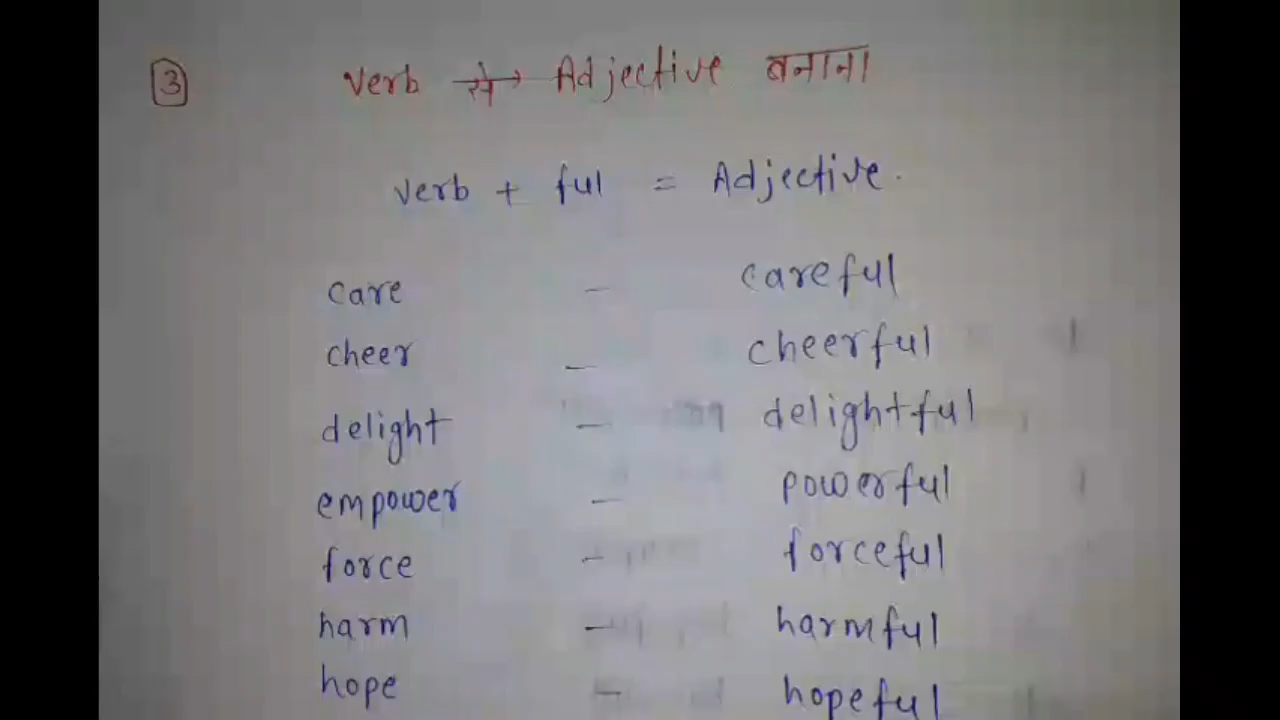 3 Verb से Adjective बनाना
verb + ful = Adjective.
care - careful
cheer - cheerful
delight - delightful
empower - powerful
force - forceful
harm - harmful
hope - hopeful